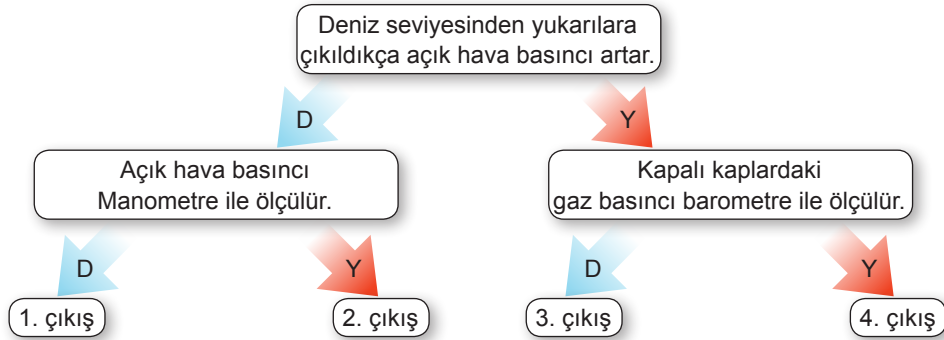 Deniz seviyesinden yukarılara
çıkıldıkça açık hava basıncı artar.
D
Y
Açık hava basıncı
Manometre ile ölçülür.
Kapalı kaplardaki
gaz basıncı barometre ile ölçülür.
D
Y
D
Y
1. çıkış
2. çıkış
3. çıkış
4. çıkış